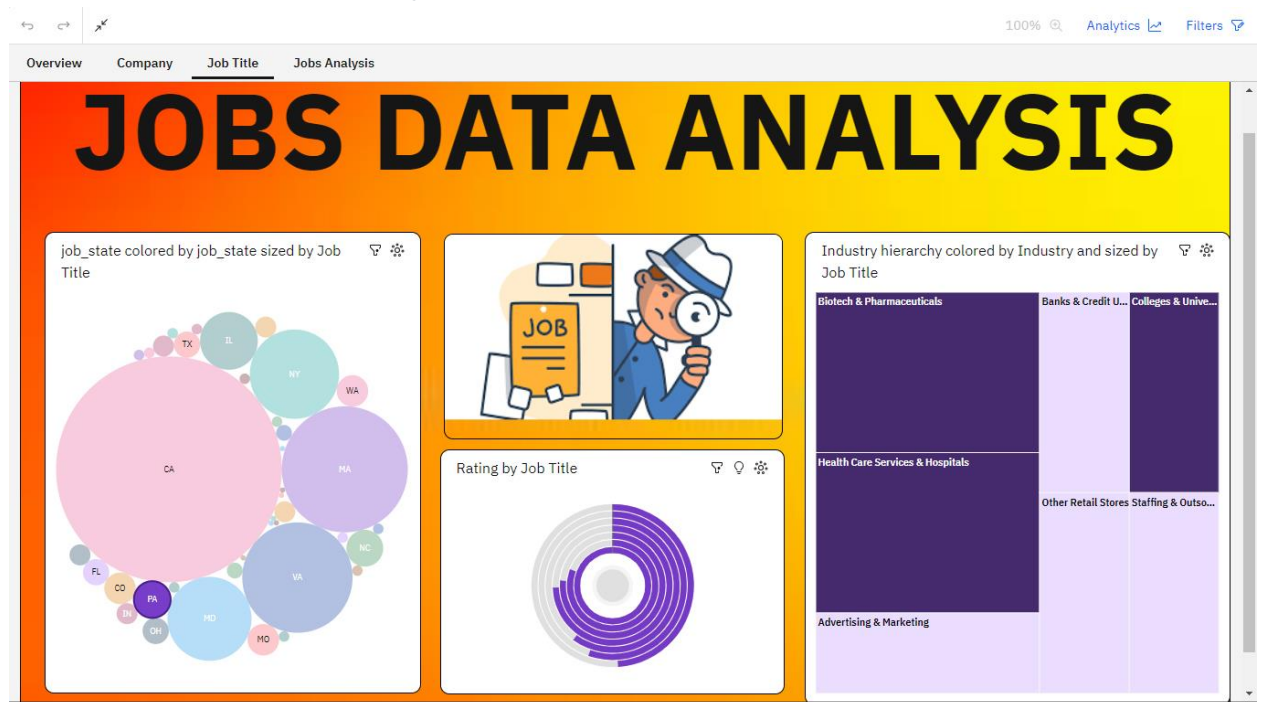 100%
Analytics
Filters
Overview
Company
Job Title
Jobs Analysis
JOBS DATA ANALYSIS
job_state colored by job_state sized by Job
Title
TX
IL
NY
WA
CA
MA
NC
FL
CO
PA
VA
IN
MD
OH
MO
JOB
Rating by Job Title
Industry hierarchy colored by Industry and sized by
Job Title
Biotech & Pharmaceuticals
Banks & Credit U...
Colleges & Unive...
Health Care Services & Hospitals
Other Retail Stores
Staffing & Outso...
Advertising & Marketing